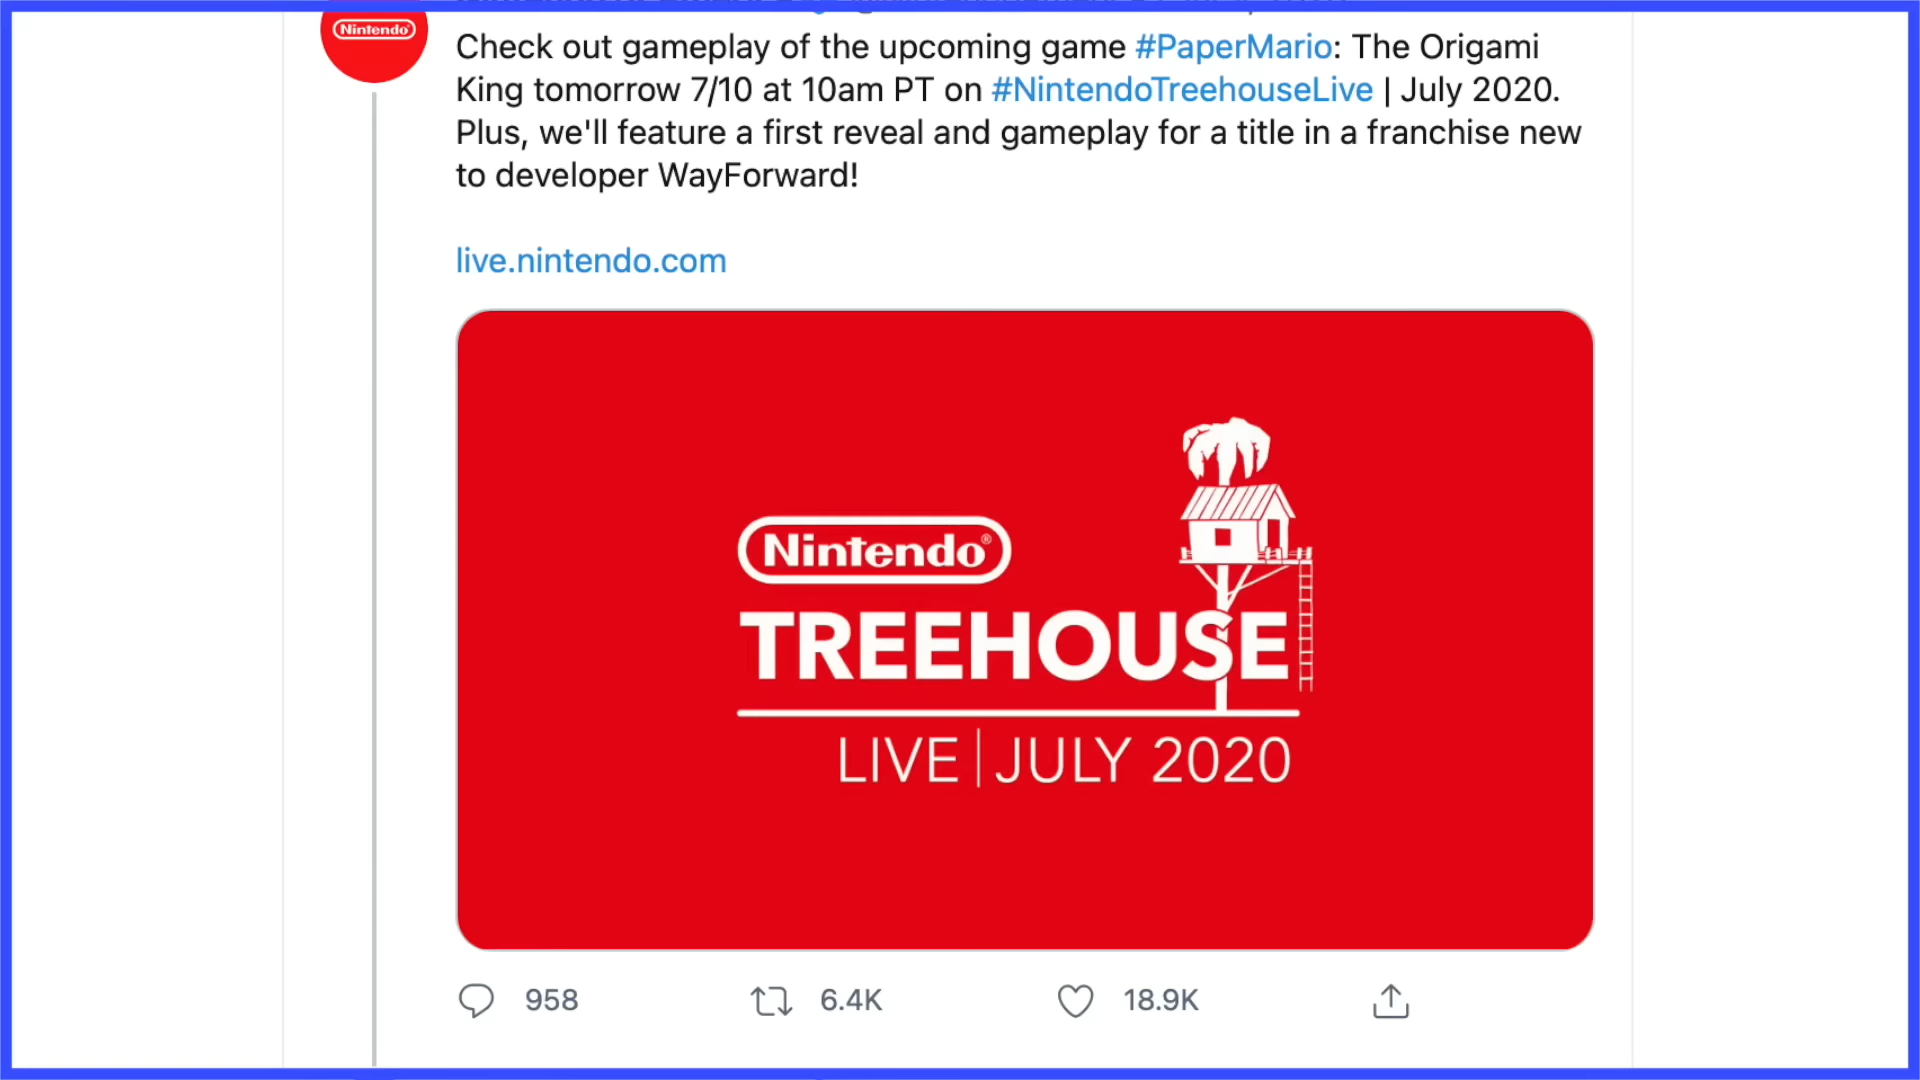 Nintendo
Check out gameplay of the upcoming game #PaperMario: The Origami
King tomorrow 7/10 at 10am PT on #NintendoTreehouseLive | July 2020.
Plus, we'll feature a first reveal and gameplay for a title in a franchise new
to developer WayForward!
live.nintendo.com
Nintendo®
TREEHOUSE
LIVE | JULY 2020
958
6.4K
18.9K